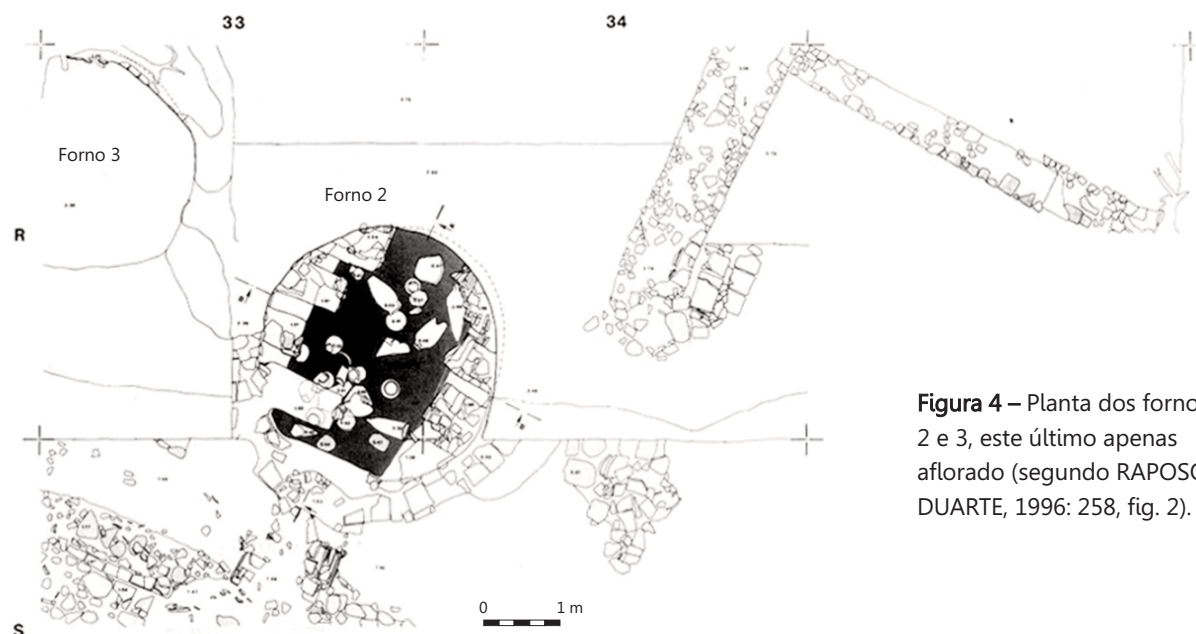 33
34
Forno 3
Forno 2
R
S
0 1 m
Figura 4 – Planta dos forno
2 e 3, este último apenas
aflorado (segundo RAPOSO
DUARTE, 1996: 258, fig. 2).